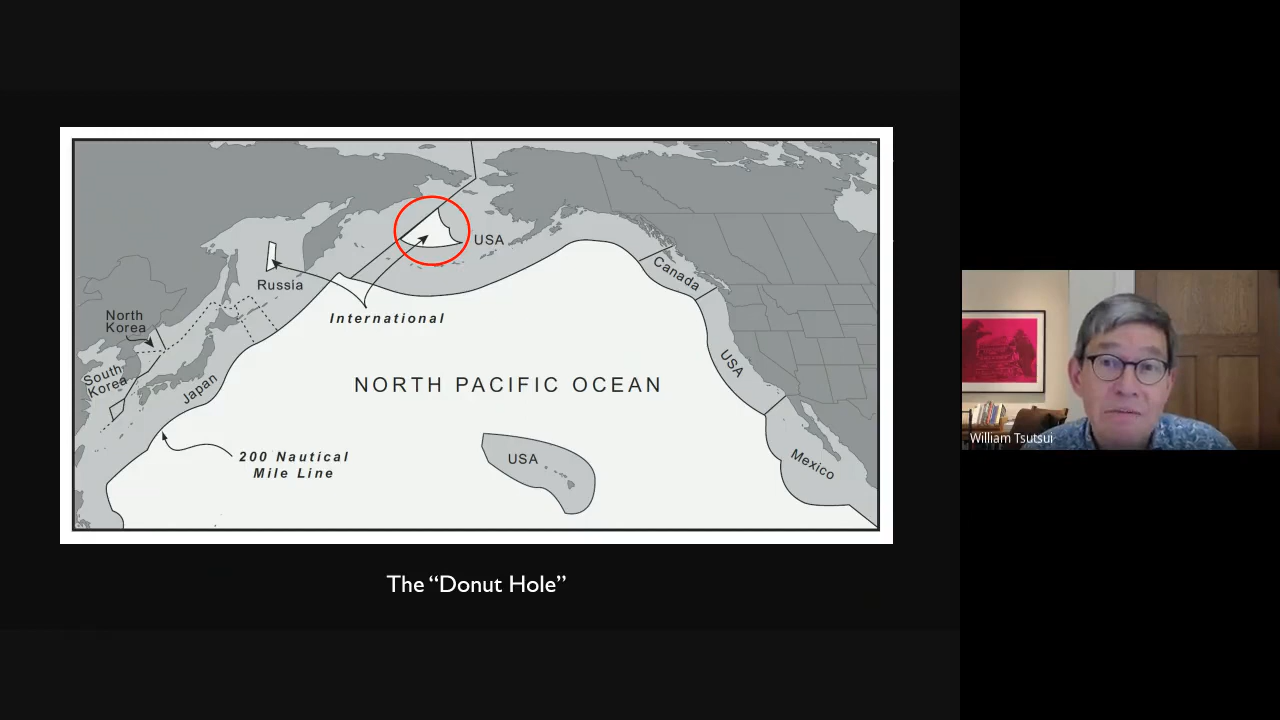 USA
Russia
Canada
North
Korea
International
South
Korea
Japan
USA
NORTH PACIFIC OCEAN
200 Nautical
Mile Line
USA
Mexico
William Tsutsui
The “Donut Hole”